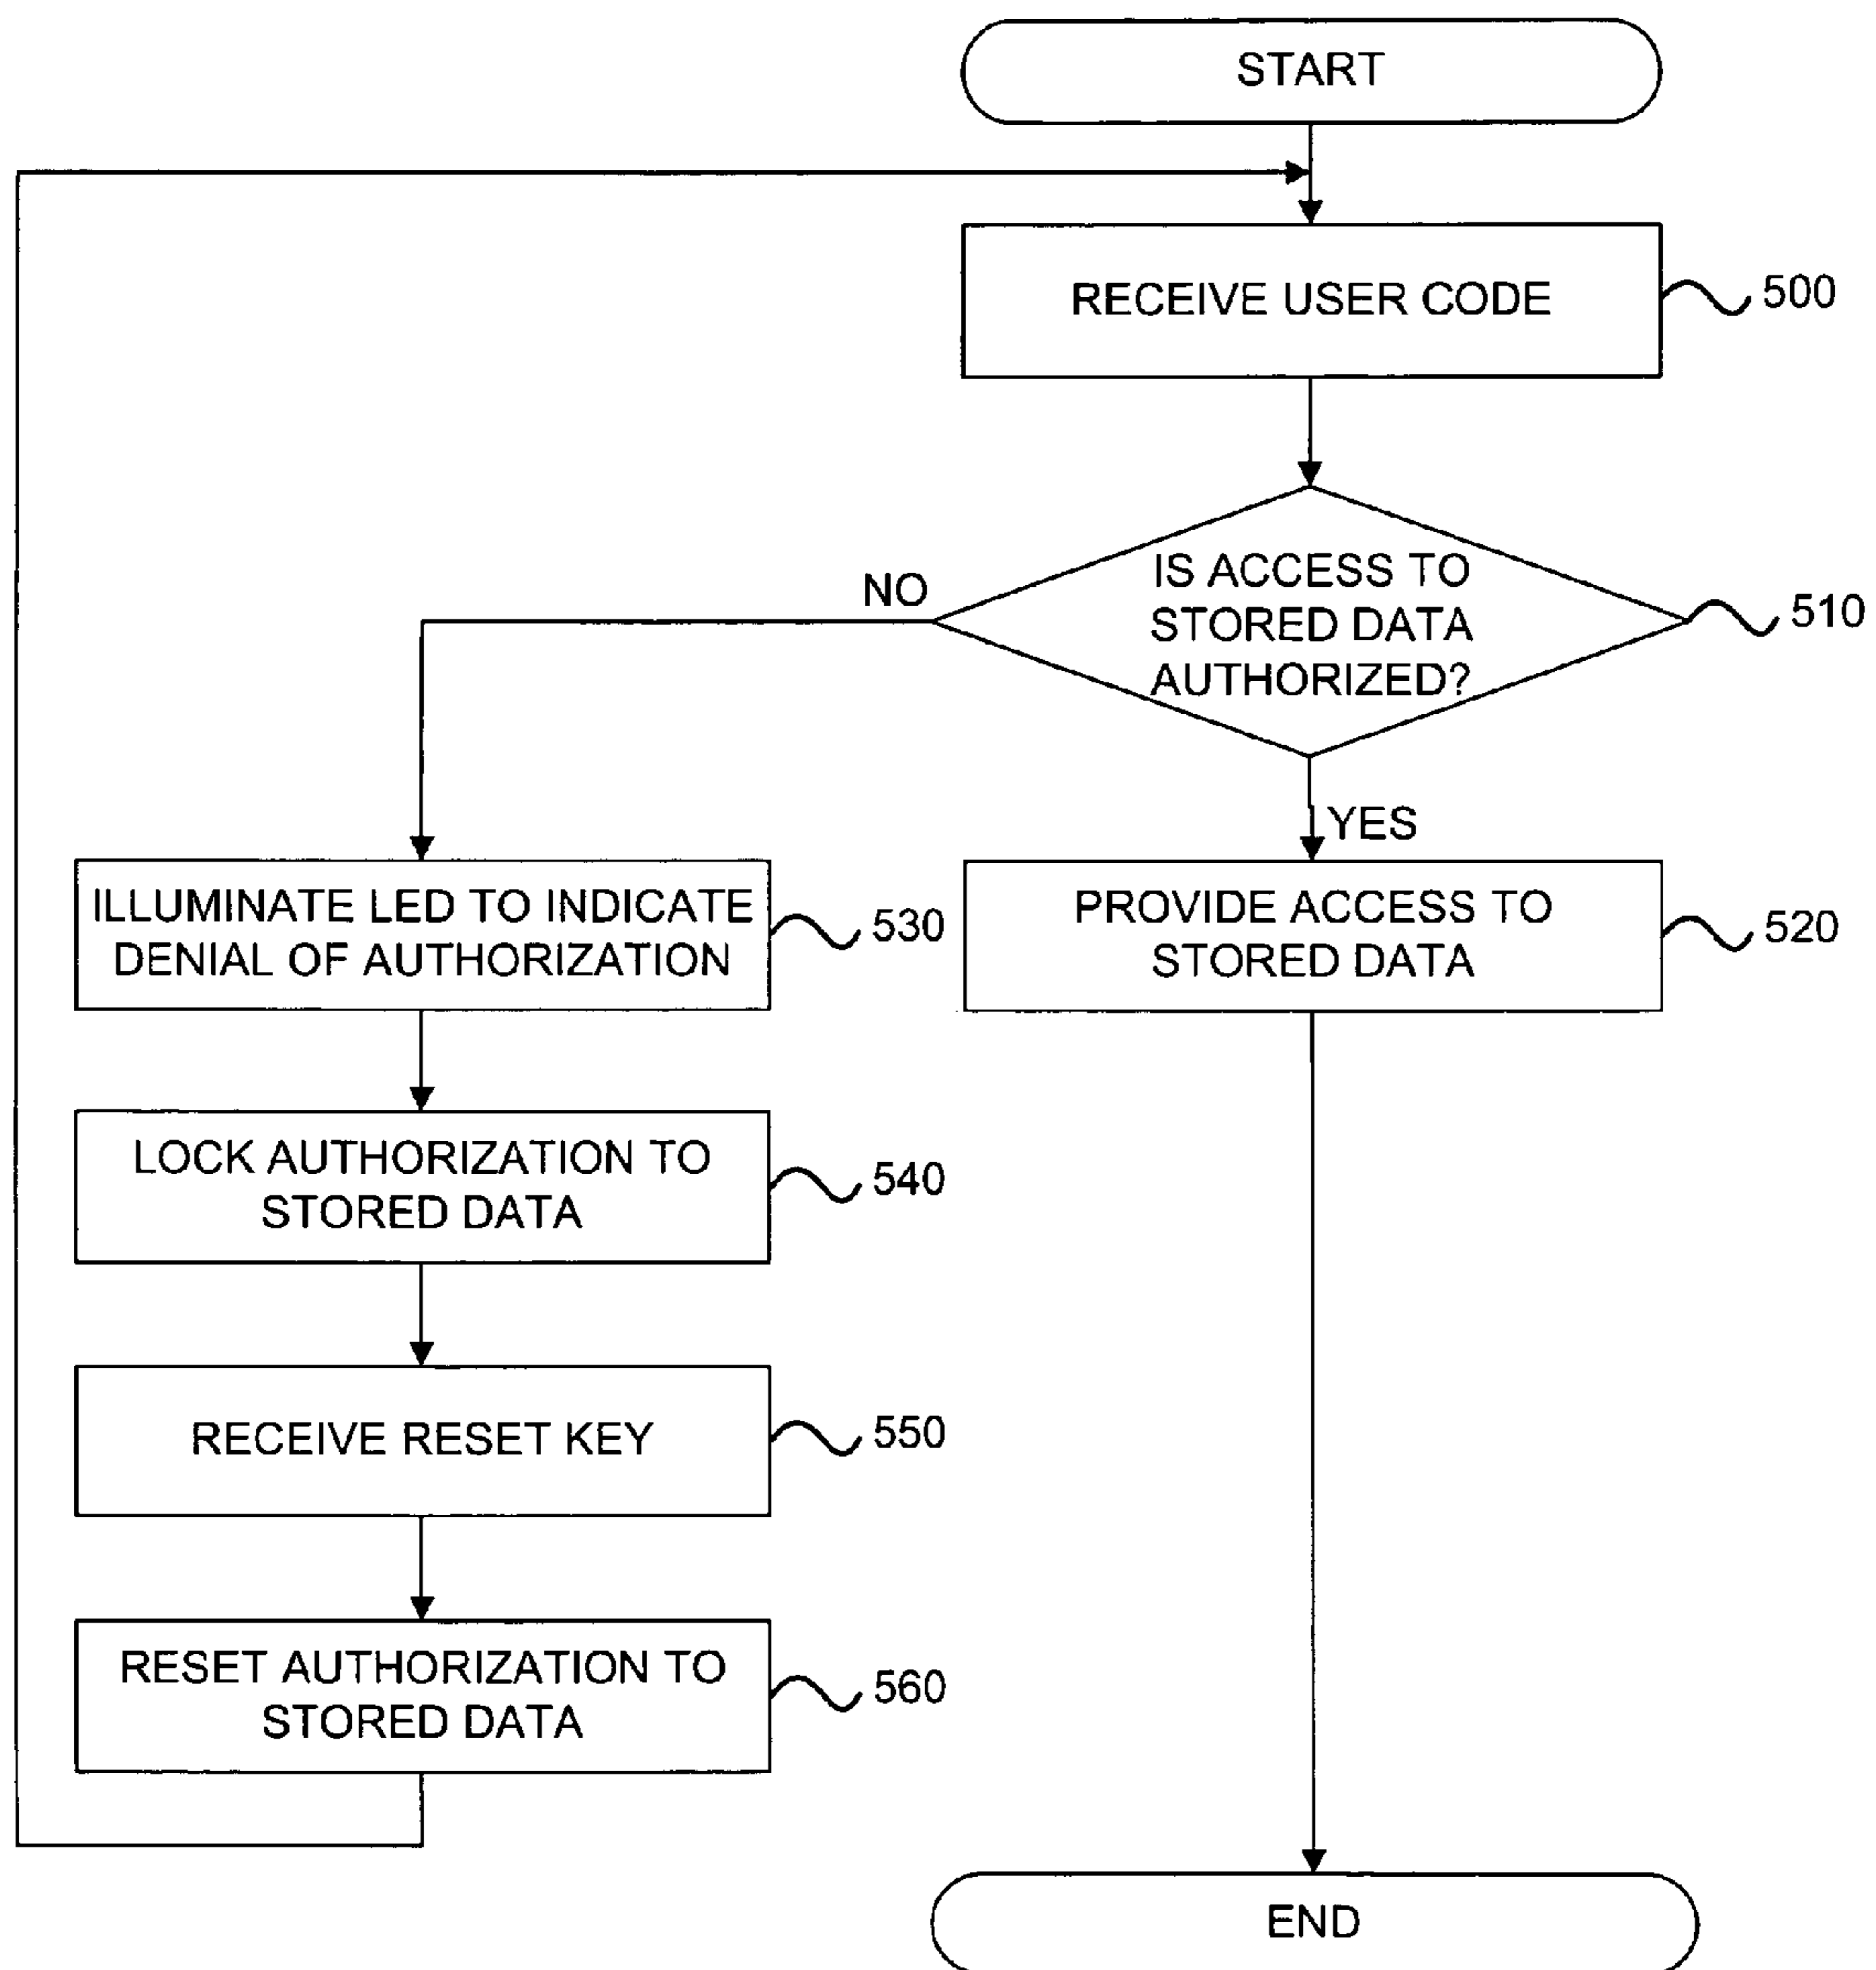 START
RECEIVE USER CODE
500
IS ACCESS TO
STORED DATA
AUTHORIZED?
510
NO
YES
ILLUMINATE LED TO INDICATE
DENIAL OF AUTHORIZATION
530
PROVIDE ACCESS TO
STORED DATA
520
LOCK AUTHORIZATION TO
STORED DATA
540
RECEIVE RESET KEY
550
RESET AUTHORIZATION TO
STORED DATA
560
END